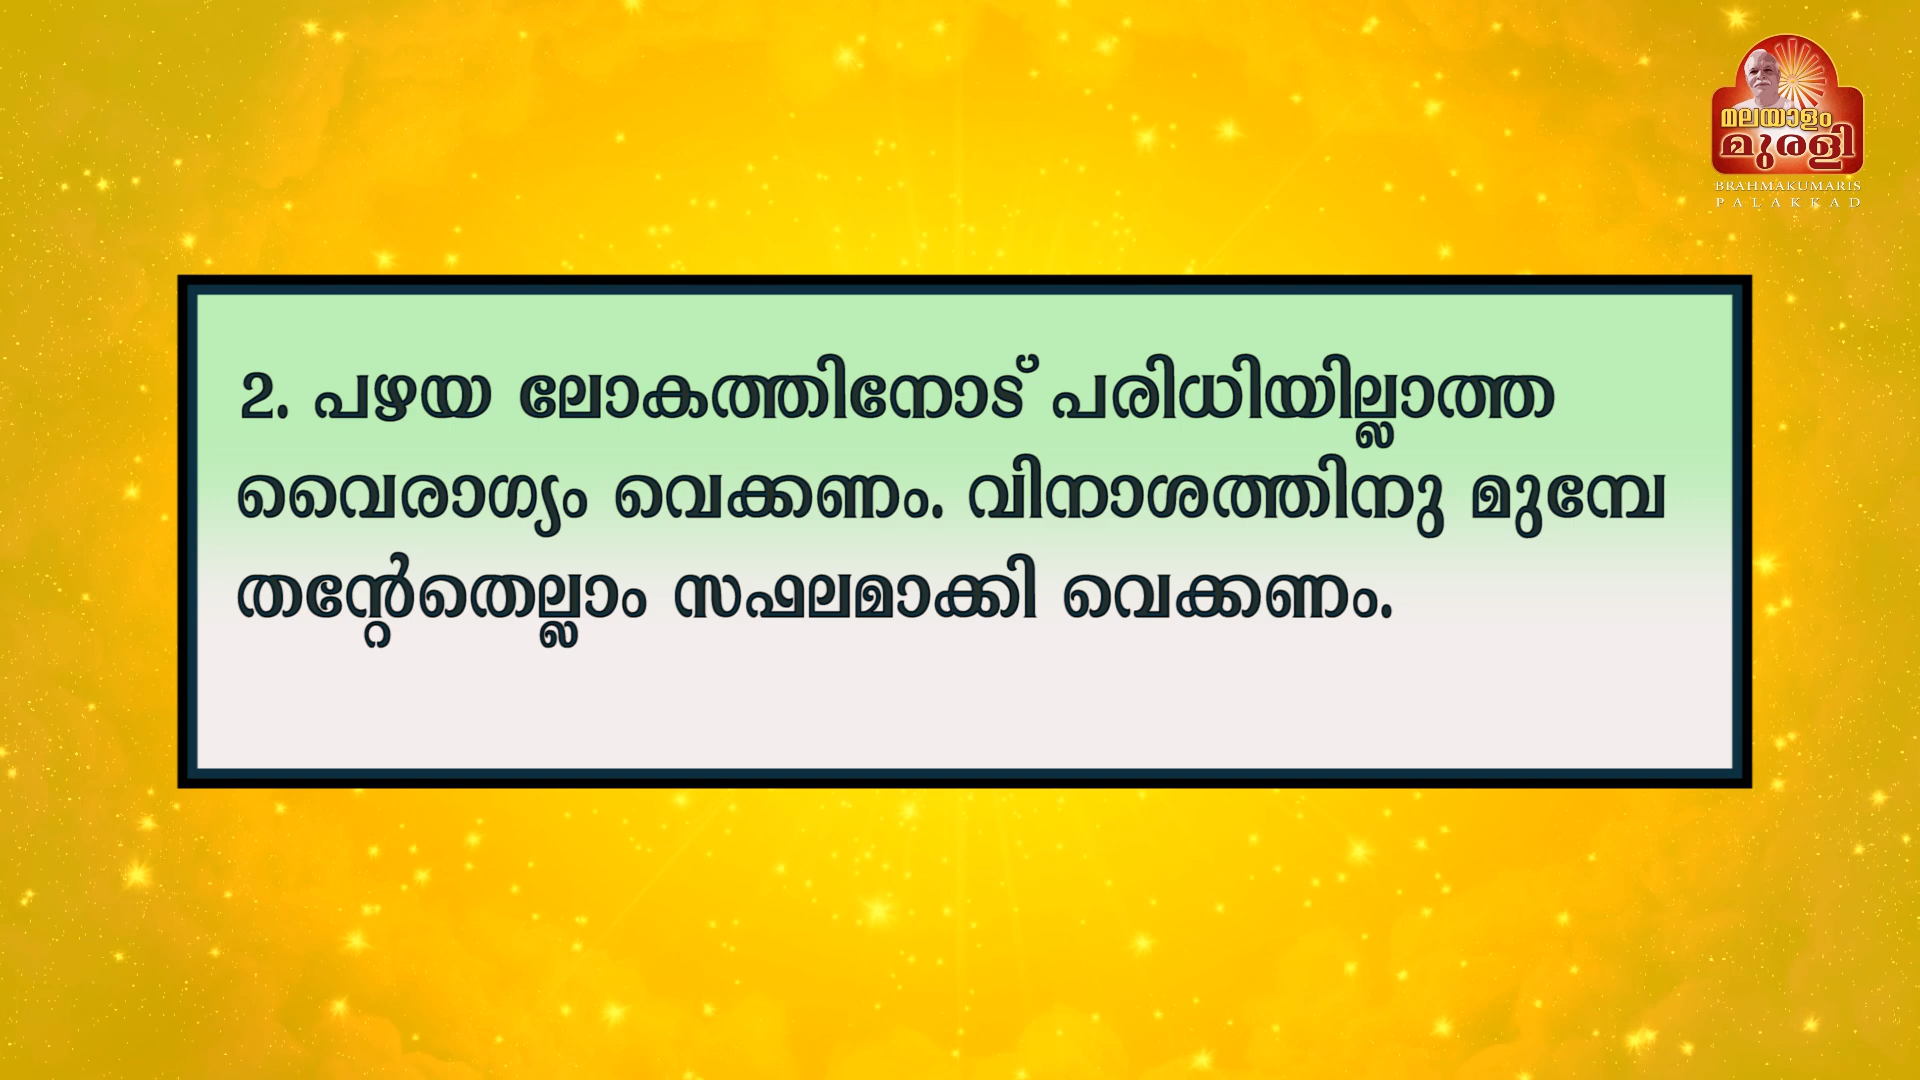 മലയാളം
മുരളി
BRAHMAKUMARIS
PALAKKAD
2. പഴയ ലോകത്തിനോട് പരിധിയില്ലാത്ത
വൈരാഗ്യം വെക്കണം. വിനാശത്തിനു മുമ്പേ
തന്റേതെല്ലാം സഫലമാക്കി വെക്കണം.